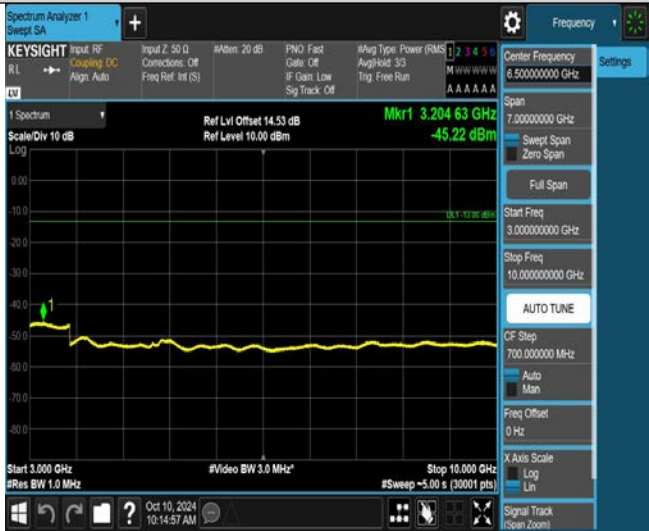 Spectrum Analyzer 1
Swept SA
Frequency
KEYSIGHT
RL
LXI
Input: RF
Coupling: DC
Align: Auto
Input Z: 50 Ω
Corrections: Off
Freq Ref: Int (S)
#Atten: 20 dB
PNO: Fast
Gate: Off
IF Gain: Low
Sig Track: Off
#Avg Type: Power (RMS
Avg|Hold: 3/3
Trig: Free Run
1 2 3 4 5 6
M W W W W W
A A A A A A
1 Spectrum
Scale/Div 10 dB
Log
Ref Lvl Offset 14.53 dB
Ref Level 10.00 dBm
Mkr1 3.204 63 GHz
-45.22 dBm
0.00
-10.0
-20.0
-30.0
-40.0
-50.0
-60.0
-70.0
-80.0
DL1 -13.00 dBm
1
Start 3.000 GHz
#Res BW 1.0 MHz
#Video BW 3.0 MHz*
Stop 10.000 GHz
#Sweep ~5.00 s (30001 pts)
Oct 10, 2024
10:14:57 AM
?
Center Frequency
6.500000000 GHz
Settings
Span
7.00000000 GHz
Swept Span
Zero Span
Full Span
Start Freq
3.000000000 GHz
Stop Freq
10.000000000 GHz
AUTO TUNE
CF Step
700.000000 MHz
Auto
Man
Freq Offset
0 Hz
X Axis Scale
Log
Lin
Signal Track
(Span Zoom)